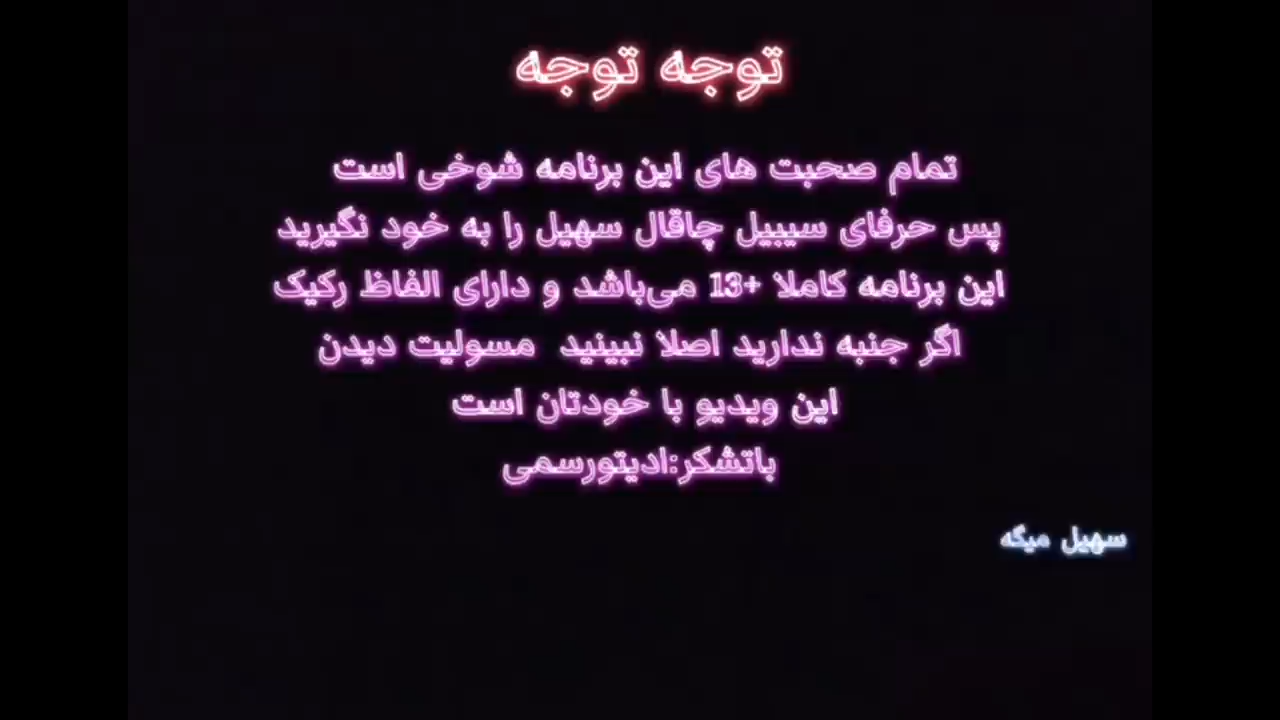 توجه توجه
تمام صحبت های این برنامه شوخی است
پس حرفای سیبیل چاقال سهیل را به خود نگیرید
این برنامه کاملا +13 می‌باشد و دارای الفاظ رکیک
اگر جنبه ندارید اصلا نبینید مسولیت دیدن
این ویدیو با خودتان است
باتشکر:ادیتورسمی
سهیل میگه